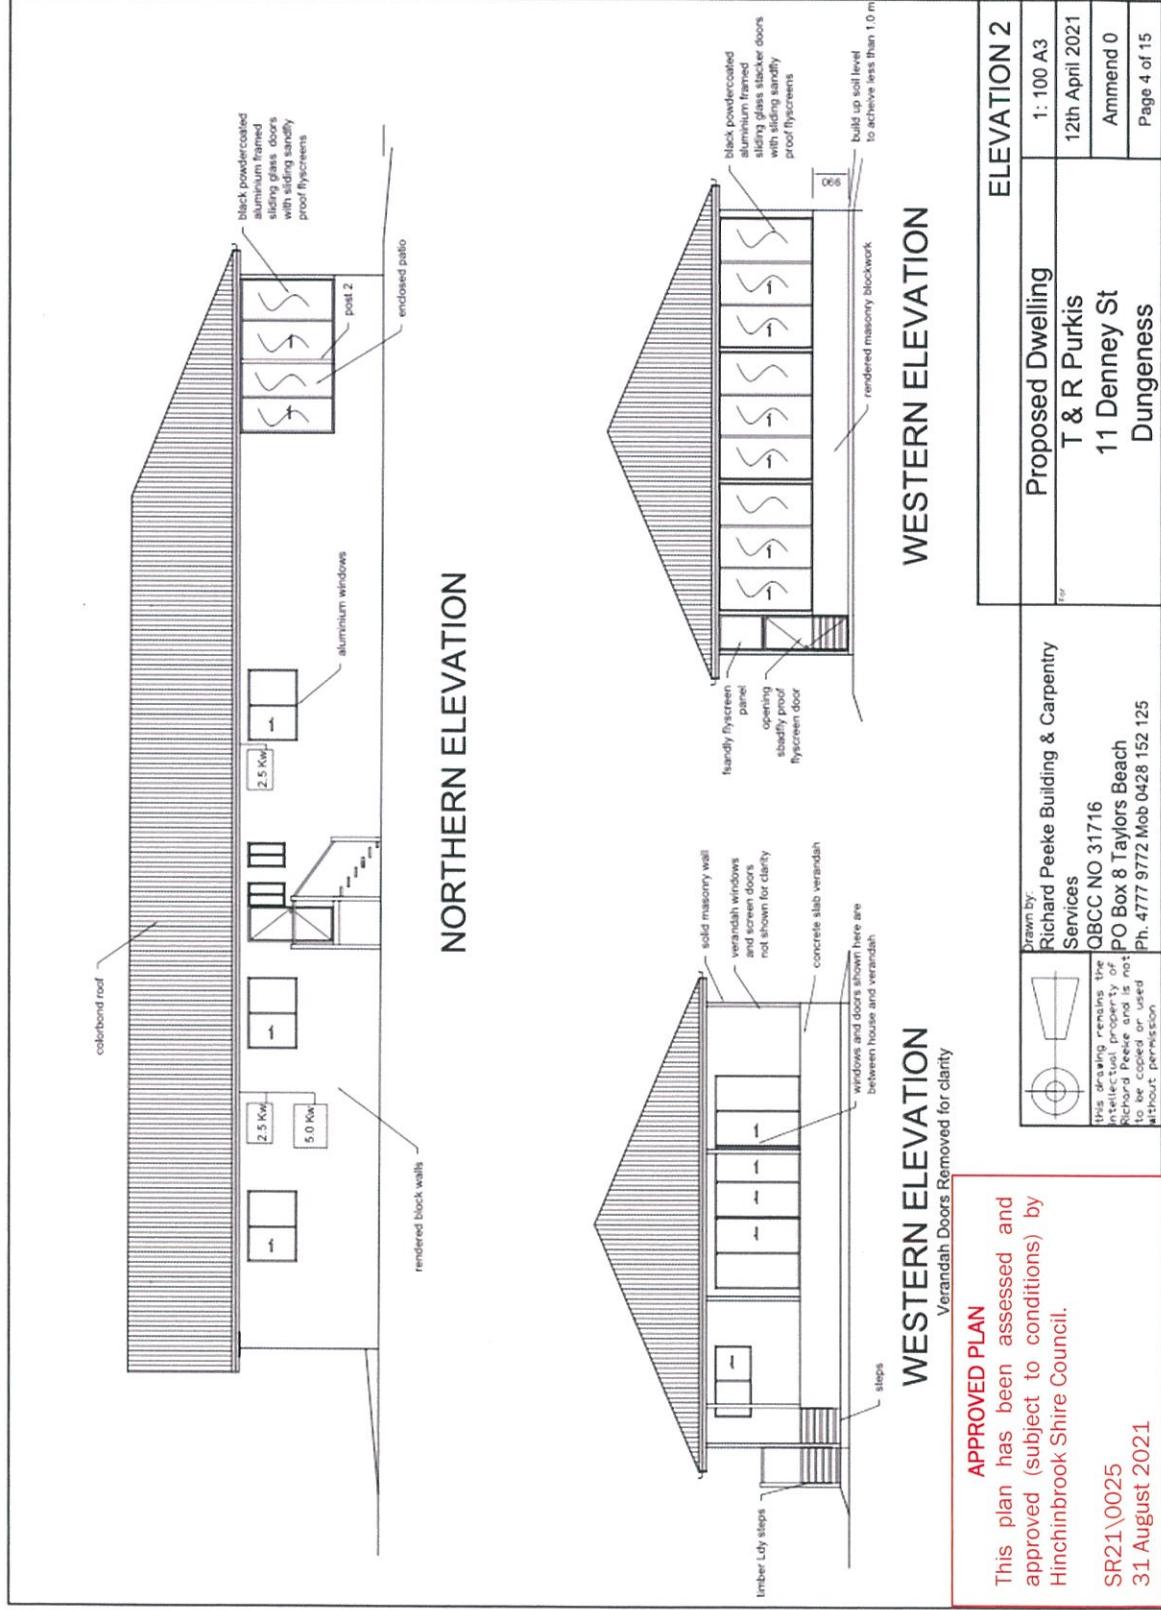 colorbond roof
black powdercoated
aluminium framed
sliding glass doors
with sliding sandfly
proof flyscreens
2.5 Kw
5.0 Kw
2.5 Kw
post 2
enclosed patio
aluminium windows
rendered block walls
NORTHERN ELEVATION
solid masonry wall
verandah windows
and screen doors
not shown for clarity
concrete slab verandah
windows and doors shown here are
between house and verandah
timber Ldy steps
steps
WESTERN ELEVATION
Verandah Doors Removed for clarity
black powdercoated
aluminium framed
sliding glass stacker doors
with sliding sandfly
proof flyscreens
fsandly flyscreen
panel
opening
sbadfly proof
flyscreen door
990
build up soil level
to acheive less than 1.0 m
rendered masonry blockwork
WESTERN ELEVATION
APPROVED PLAN
This plan has been assessed and
approved (subject to conditions) by
Hinchinbrook Shire Council.
SR21\0025
31 August 2021
this drawing remains the
intellectual property of
Richard Peeke and is not
to be copied or used
without permission
Drawn by:
Richard Peeke Building & Carpentry
Services
QBCC NO 31716
PO Box 8 Taylors Beach
Ph. 4777 9772 Mob 0428 152 125
ELEVATION 2
Proposed Dwelling
For
T & R Purkis
11 Denney St
Dungeness
1: 100 A3
12th April 2021
Ammend 0
Page 4 of 15